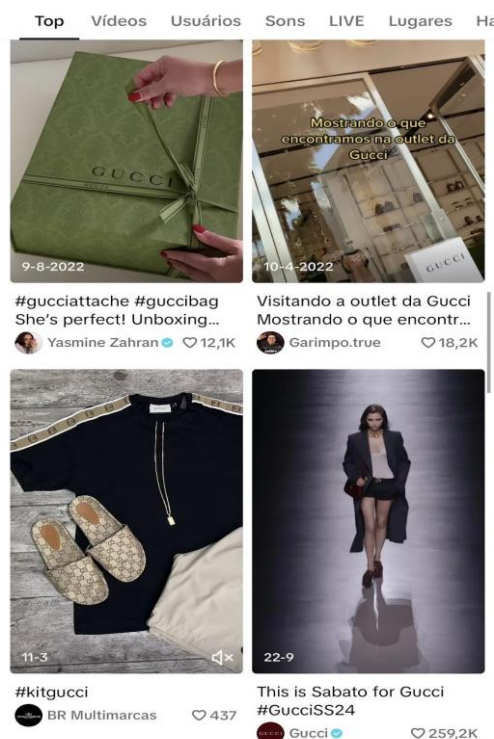 Top Vídeos Usuários Sons LIVE Lugares Ha
GUCCI
GUCCI
9-8-2022
#gucciattache #guccibag
She's perfect! Unboxing...
Yasmine Zahran 12,1K
Mostrando o que
encontramos na outlet da
Gucci
GUCCI
10-4-2022
Visitando a outlet da Gucci
Mostrando o que encontr...
Garimpo.true 18,2K
11-3
#kitgucci
BR Multimarcas 437
22-9
This is Sabato for Gucci
#GucciSS24
GUCCI
Gucci 259,2K